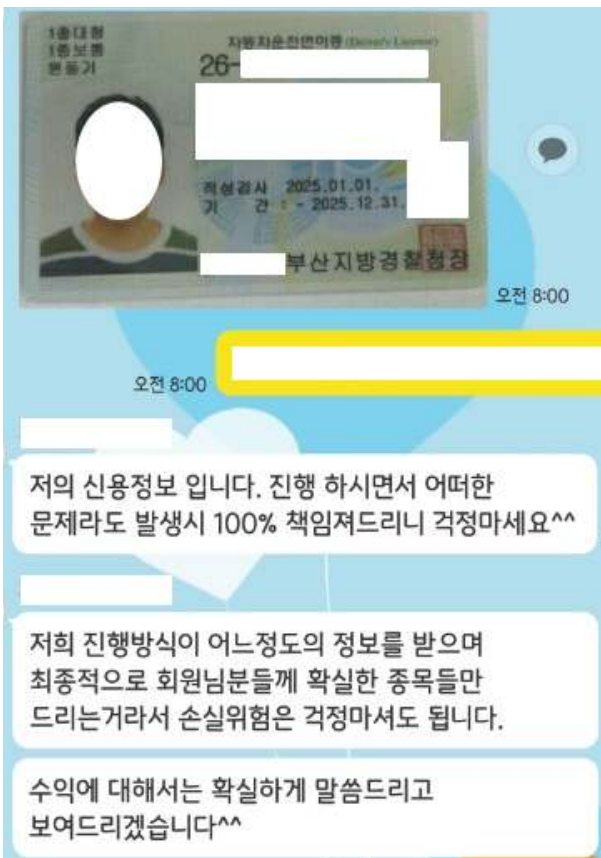 1종대형
1종보통
원동기
자동차운전면허증 (Driver's License)
26-
적성검사 2025.01.01.
기 간 : - 2025.12.31.
부산지방경찰청장
오전 8:00
오전 8:00
저의 신용정보 입니다. 진행 하시면서 어떠한
문제라도 발생시 100% 책임져드리니 걱정마세요^^
저희 진행방식이 어느정도의 정보를 받으며
최종적으로 회원님분들께 확실한 종목들만
드리는거라서 손실위험은 걱정마셔도 됩니다.
수익에 대해서는 확실하게 말씀드리고
보여드리겠습니다^^